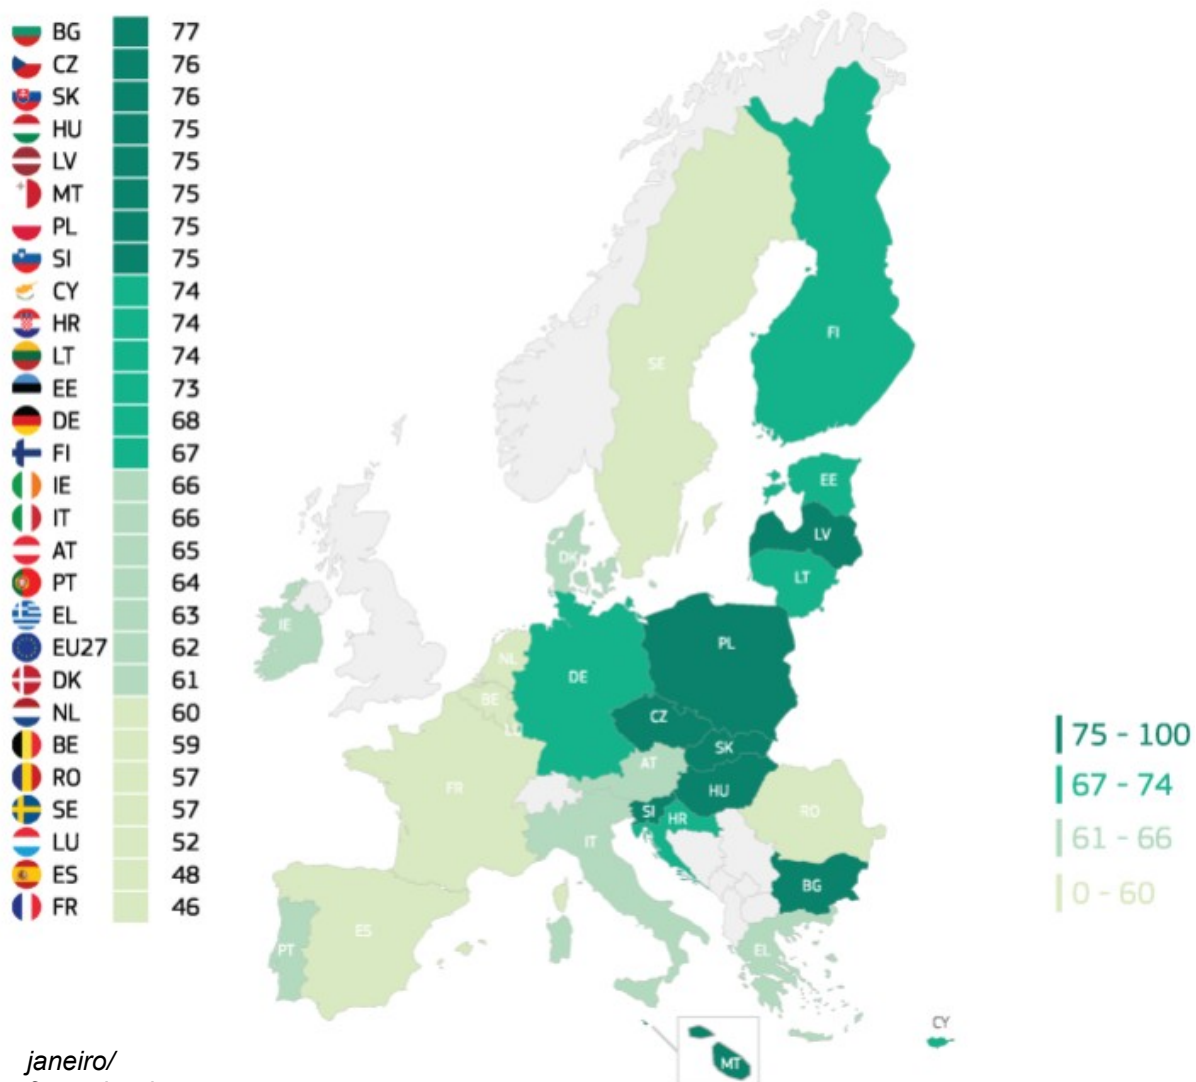 BG 77
CZ 76
SK 76
HU 75
LV 75
MT 75
PL 75
SI 75
CY 74
HR 74
LT 74
EE 73
DE 68
FI 67
IE 66
IT 66
AT 65
PT 64
EL 63
EU27 62
DK 61
NL 60
BE 59
RO 57
SE 57
LU 52
ES 48
FR 46
FI
SE
EE
LV
LT
DK
IE
PL
NL
DE
BE
LU
CZ
SK
AT
HU
FR
SI
HR
RO
IT
BG
ES
PT
EL
CY
MT
75 - 100
67 - 74
61 - 66
0 - 60
janeiro/